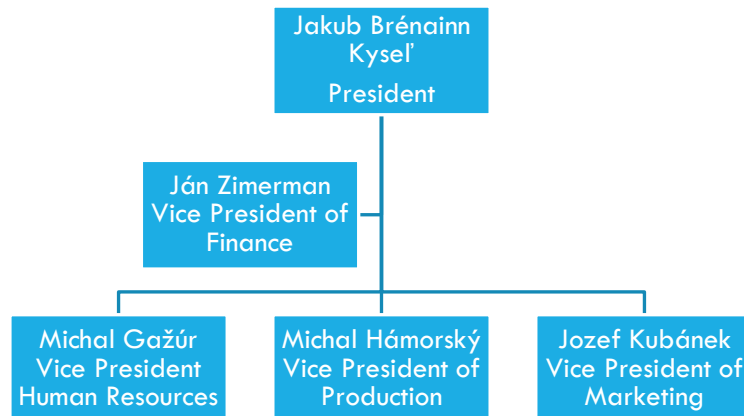 Jakub Brénainn
Kyseľ
President
Ján Zimerman
Vice President of
Finance
Michal Gažúr
Vice President
Human Resources
Michal Hámorský
Vice President of
Production
Jozef Kubánek
Vice President of
Marketing